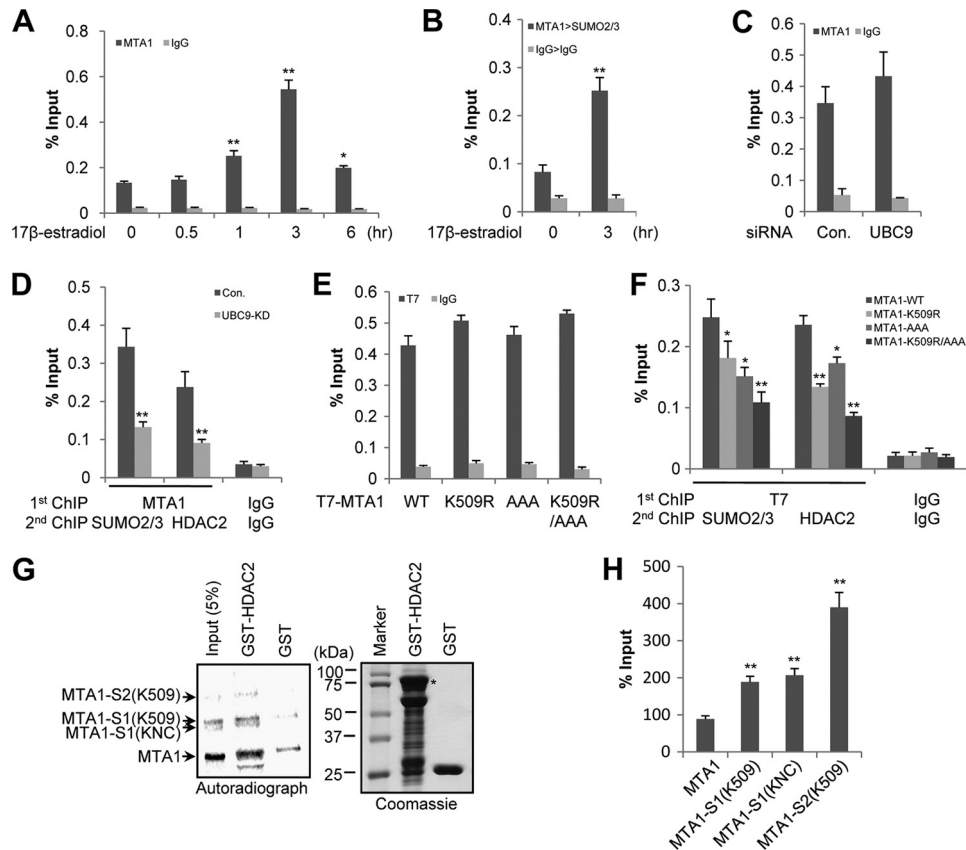 A
MTA1 IgG
% Input
0.8
0.6
0.4
0.2
0
** ** *
17β-estradiol 0 0.5 1 3 6 (hr)
B
MTA1>SUMO2/3
IgG>IgG
% Input
0.4
0.3
0.2
0.1
0
**
17β-estradiol 0 3 (hr)
C
MTA1 IgG
% Input
0.6
0.5
0.4
0.3
0.2
0.1
0
siRNA Con. UBC9
D
Con.
UBC9-KD
% Input
0.5
0.4
0.3
0.2
0.1
0
** **
1st ChIP MTA1 IgG
2nd ChIP SUMO2/3 HDAC2 IgG
E
T7 IgG
% Input
0.6
0.5
0.4
0.3
0.2
0.1
0
T7-MTA1 WT K509R AAA K509R
/AAA
F
MTA1-WT
MTA1-K509R
MTA1-AAA
MTA1-K509R/AAA
% Input
0.3
0.2
0.1
0
* * ** ** * **
1st ChIP T7 IgG
2nd ChIP SUMO2/3 HDAC2 IgG
G
Input (5%)
GST-HDAC2
GST
MTA1-S2(K509)
MTA1-S1(K509)
MTA1-S1(KNC)
MTA1
Autoradiograph
(kDa)
Marker
GST-HDAC2
GST
100
75
50
37
25
*
Coomassie
H
% Input
500
400
300
200
100
0
** ** **
MTA1
MTA1-S1(K509)
MTA1-S1(KNC)
MTA1-S2(K509)